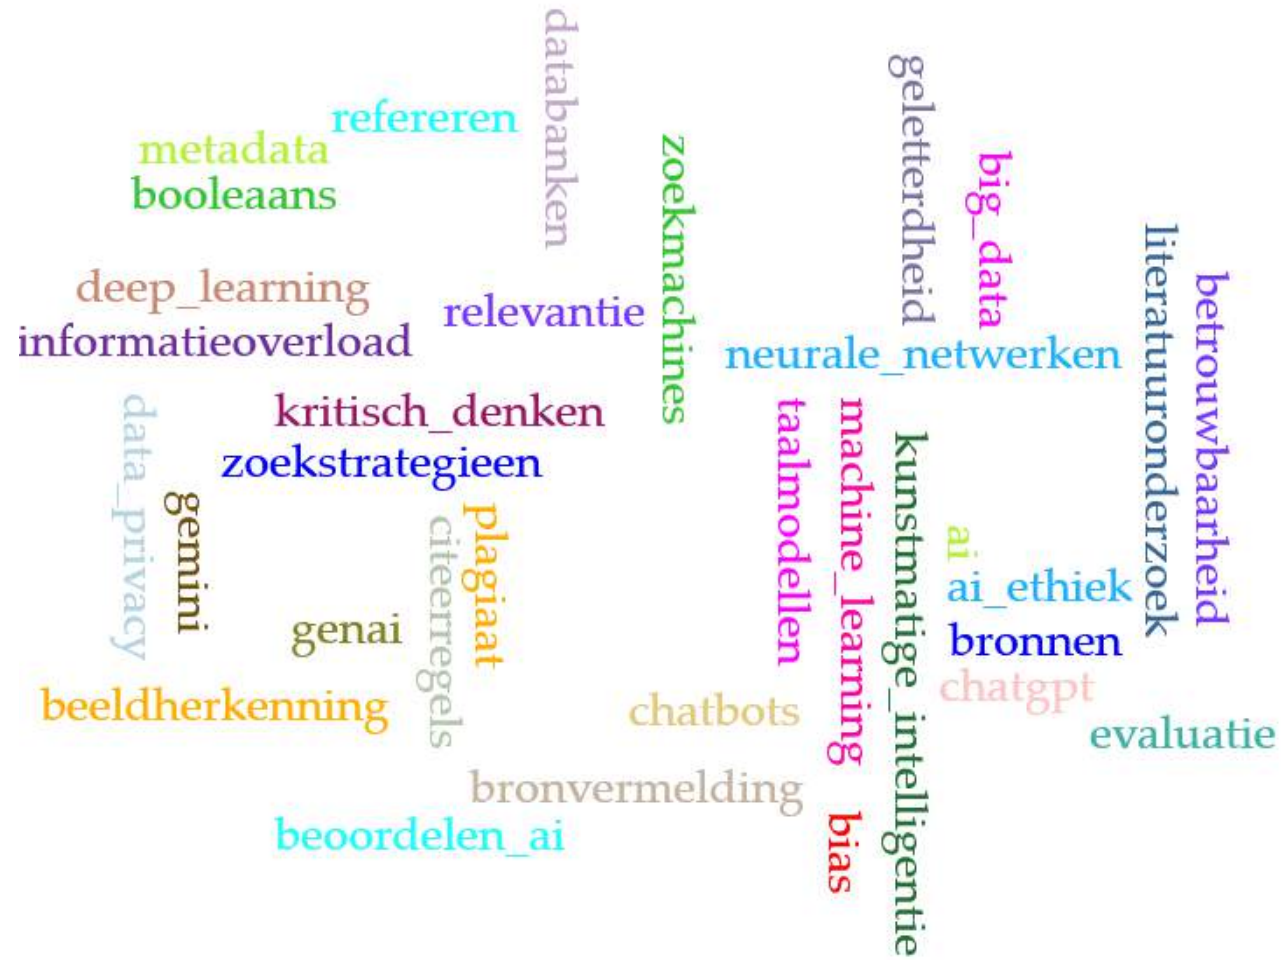 databanken
geletterdheid
refereren
metadata
zoekmachines
big_data
booleaans
literatuuronderzoek
deep_learning
betrouwbaarheid
relevantie
informatieoverload
neurale_netwerken
data_privacy
kritisch_denken
taalmodellen
machine_learning
kunstmatige_intelligentie
zoekstrategieen
gemini
plagiaat
citeerregels
ai
ai_ethiek
genai
bronnen
chatgpt
beeldherkenning
chatbots
evaluatie
bronvermelding
beoordelen_ai
bias